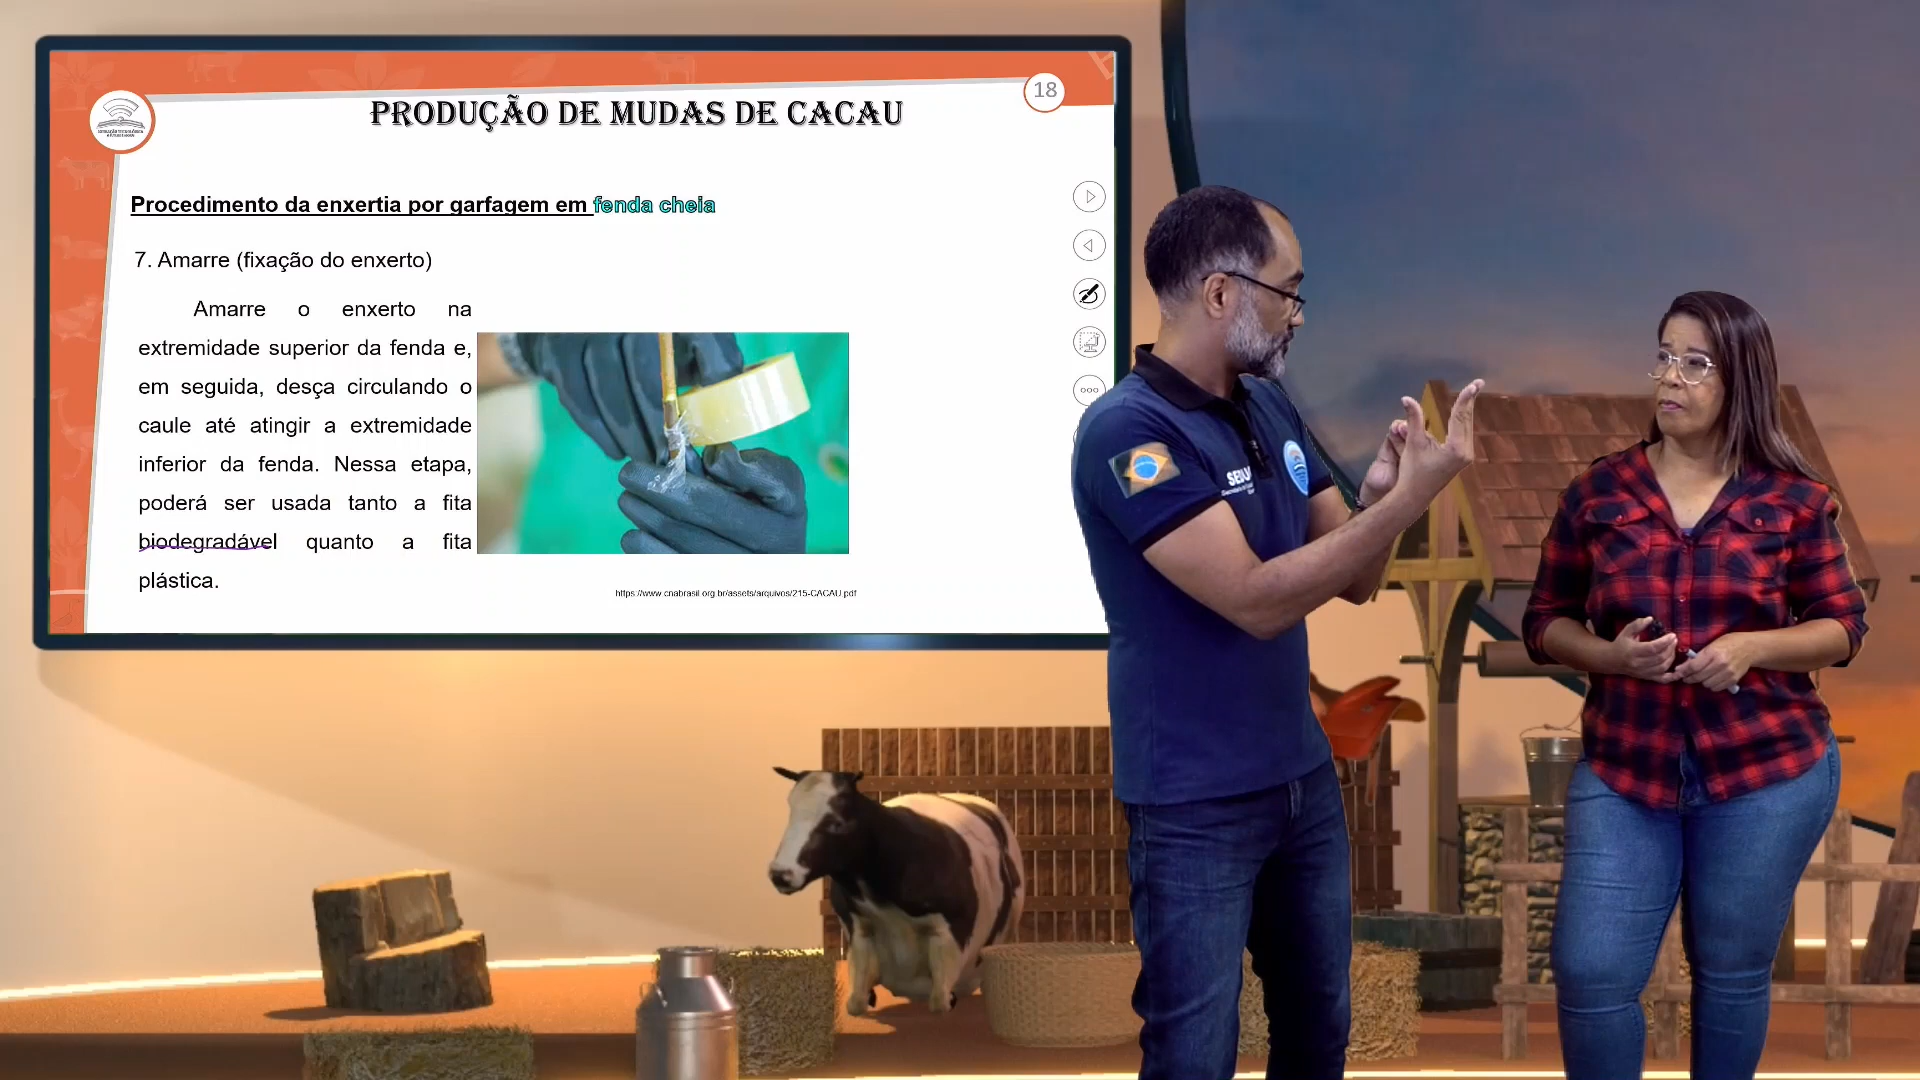 18
PRODUÇÃO DE MUDAS DE CACAU
Procedimento da enxertia por garfagem em fenda cheia
7. Amarre (fixação do enxerto)
Amarre o enxerto na
extremidade superior da fenda e,
em seguida, desça circulando o
caule até atingir a extremidade
inferior da fenda. Nessa etapa,
poderá ser usada tanto a fita
biodegradável quanto a fita
plástica.
https://www.cnabrasil.org.br/assets/arquivos/215-CACAU.pdf